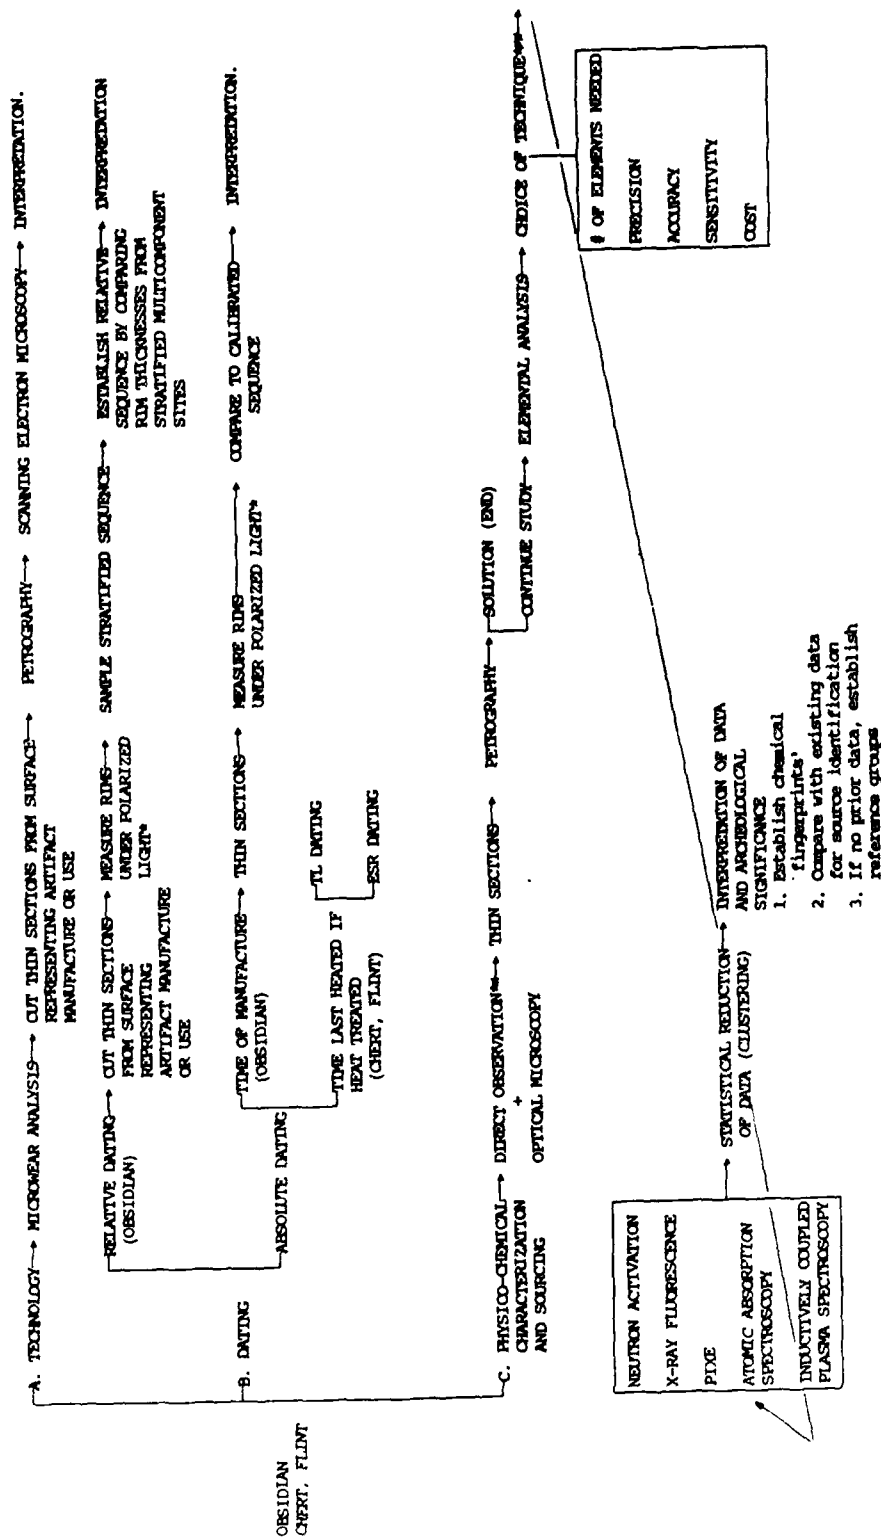 OBSIDIAN
CHERT, FLINT
A. TECHNOLOGY→ MICROWEAR ANALYSIS→ CUT THIN SECTIONS FROM SURFACE→ PETROGRAPHY→ SCANNING ELECTRON MICROSCOPY→ INTERPRETATION.
REPRESENTING ARTIFACT
MANUFACTURE OR USE
B. DATING
RELATIVE DATING→ CUT THIN SECTIONS→ MEASURE RIMS→ SAMPLE STRATIFIED SEQUENCE→ ESTABLISH RELATIVE→ INTERPRETATION
(OBSIDIAN)
FROM SURFACE
REPRESENTING
ARTIFACT MANUFACTURE
OR USE
UNDER POLARIZED
LIGHT*
SEQUENCE BY COMPARING
RIM THICKNESSES FROM
STRATIFIED MULTICOMPONENT
SITES
ABSOLUTE DATING
TIME OF MANUFACTURE→ THIN SECTIONS→ MEASURE RIMS→ COMPARE TO CALIBRATED→ INTERPRETATION.
(OBSIDIAN)
UNDER POLARIZED LIGHT*
SEQUENCE
TIME LAST HEATED IF
HEAT TREATED
(CHERT, FLINT)
TL DATING
ESR DATING
C. PHYSICO-CHEMICAL→ DIRECT OBSERVATION**→ THIN SECTIONS→ PETROGRAPHY→
CHARACTERIZATION
AND SOURCING
+
OPTICAL MICROSCOPY
SOLUTION (END)
CONTINUE STUDY→ ELEMENTAL ANALYSIS→ CHOICE OF TECHNIQUE***→
# OF ELEMENTS NEEDED
PRECISION
ACCURACY
SENSITIVITY
COST
NEUTRON ACTIVATION
X-RAY FLUORESCENCE
PIXE
ATOMIC ABSORPTION
SPECTROSCOPY
INDUCTIVELY COUPLED
PLASMA SPECTROSCOPY
STATISTICAL REDUCTION→
OF DATA (CLUSTERING)
INTERPRETATION OF DATA
AND ARCHEOLOGICAL
SIGNIFICANCE
1. Establish chemical
'fingerprints'
2. Compare with existing data
for source identification
3. If no prior data, establish
reference groups